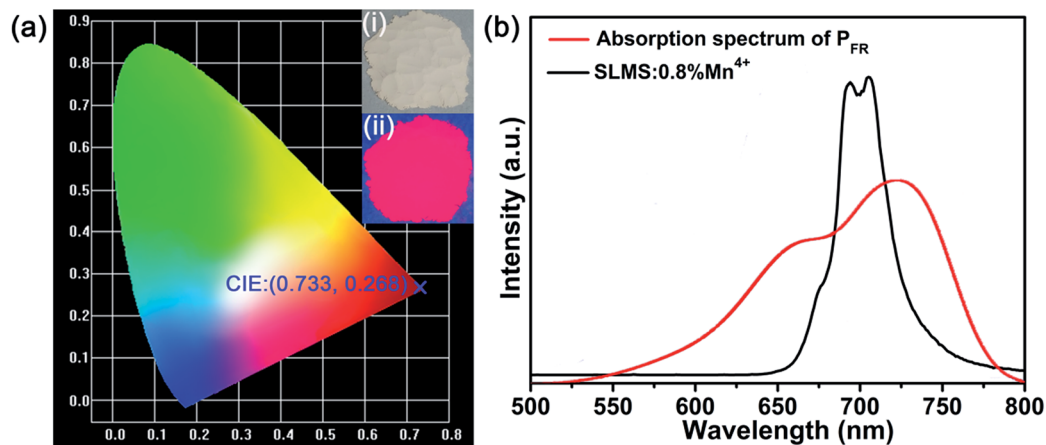 (a)
0.9
0.8
0.7
0.6
0.5
0.4
0.3
0.2
0.1
0.0
0.0 0.1 0.2 0.3 0.4 0.5 0.6 0.7 0.8
CIE:(0.733, 0.268)
(i)
(ii)
(b)
Absorption spectrum of P_FR
SLMS:0.8%Mn⁴⁺
Intensity (a.u.)
500 550 600 650 700 750 800
Wavelength (nm)